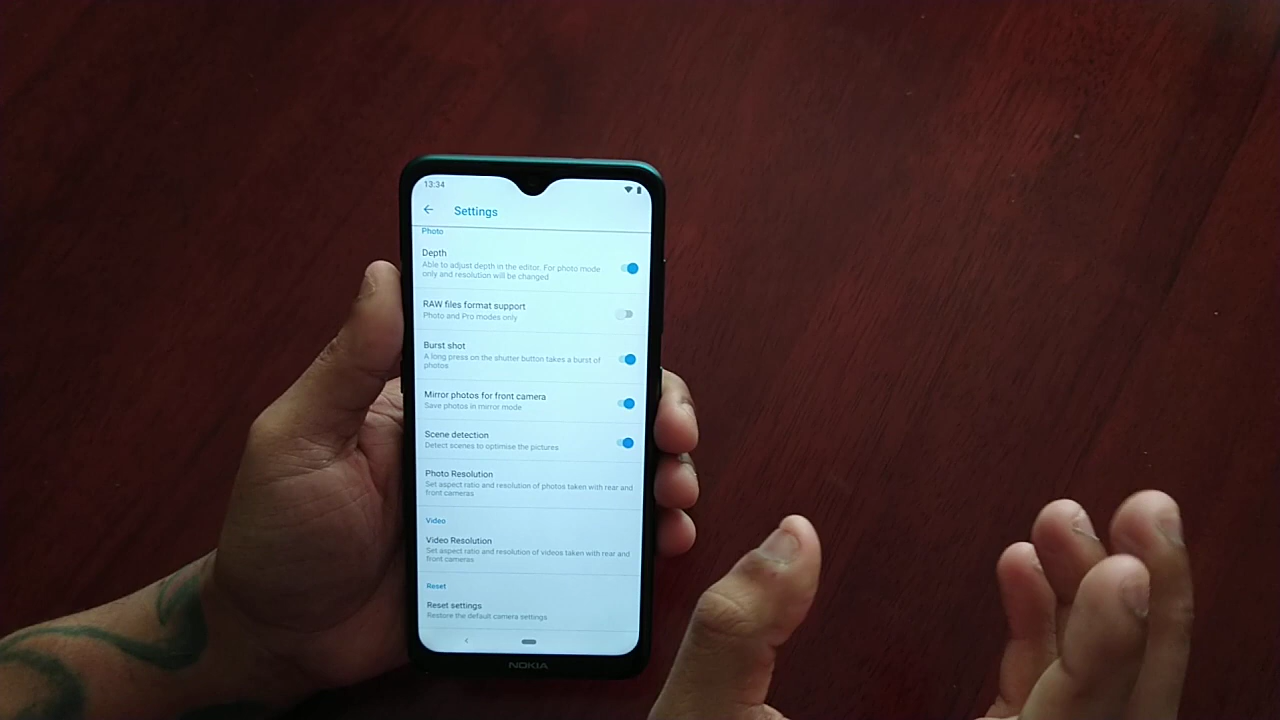 13:34
Settings
Photo
Depth
Able to adjust depth in the editor. For photo mode
only and resolution will be changed
RAW files format support
Photo and Pro modes only
Burst shot
A long press on the shutter button takes a burst of
photos
Mirror photos for front camera
Save photos in mirror mode
Scene detection
Detect scenes to optimise the pictures
Photo Resolution
Set aspect ratio and resolution of photos taken with rear and
front cameras
Video
Video Resolution
Set aspect ratio and resolution of videos taken with rear and
front cameras
Reset
Reset settings
Restore the default camera settings
NOKIA